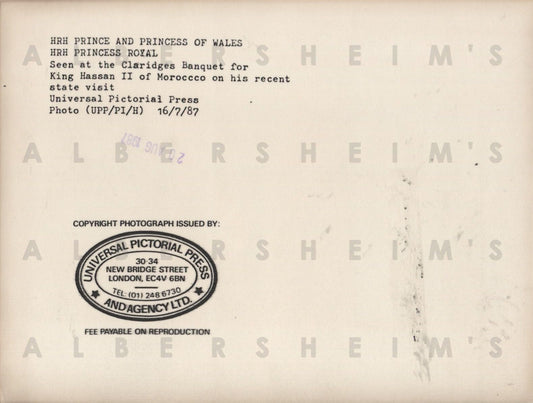 HRH PRINCE AND PRINCESS OF WALES
HRH PRINCESS ROYAL
Seen at the Claridges Banquet for
King Hassan II of Moroccco on his recent
state visit
Universal Pictorial Press
Photo (UPP/PI/H) 16/7/87
ALBERSHEIM'S
ALBERSHEIM'S
AUG 1987
COPYRIGHT PHOTOGRAPH ISSUED BY:
ALBERSHEIM'S
UNIVERSAL PICTORIAL PRESS
30-34
NEW BRIDGE STREET
LONDON, EC4V 6BN
TEL: (01) 248 6730
AND AGENCY LTD.
FEE PAYABLE ON REPRODUCTION
ALBERSHEIM'S